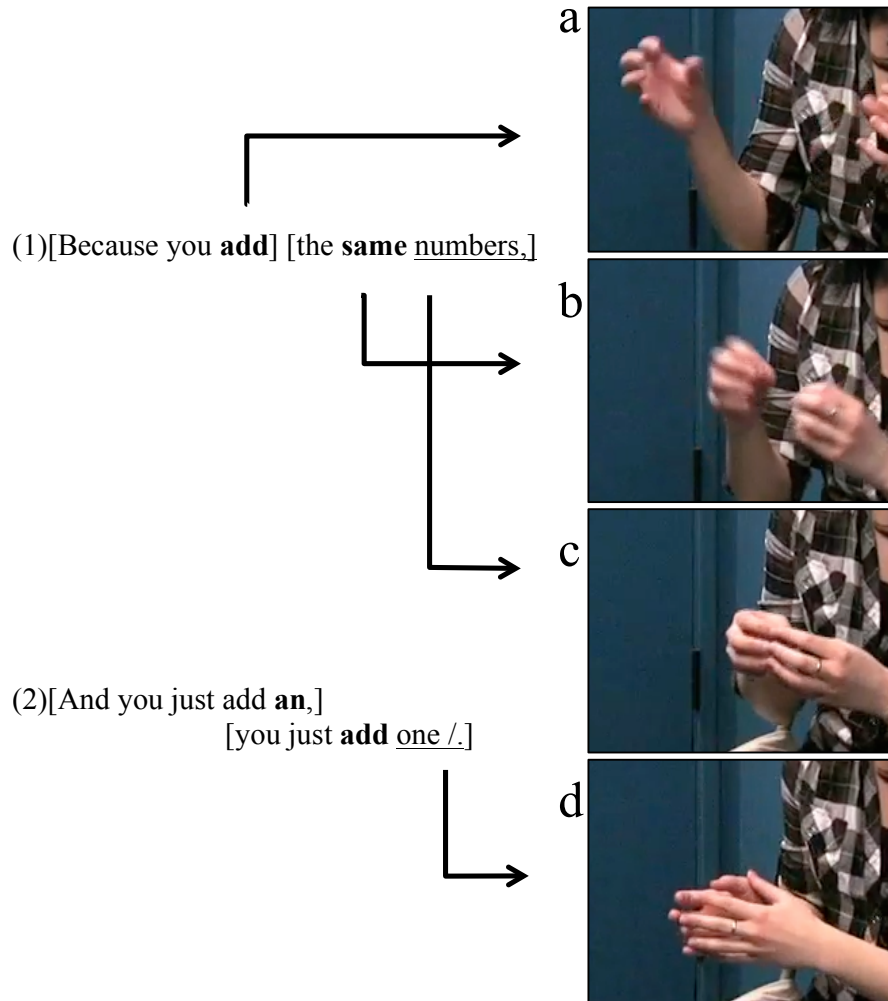 a
(1)[Because you add] [the same numbers,]
b
c
(2)[And you just add an,]
[you just add one /.]
d